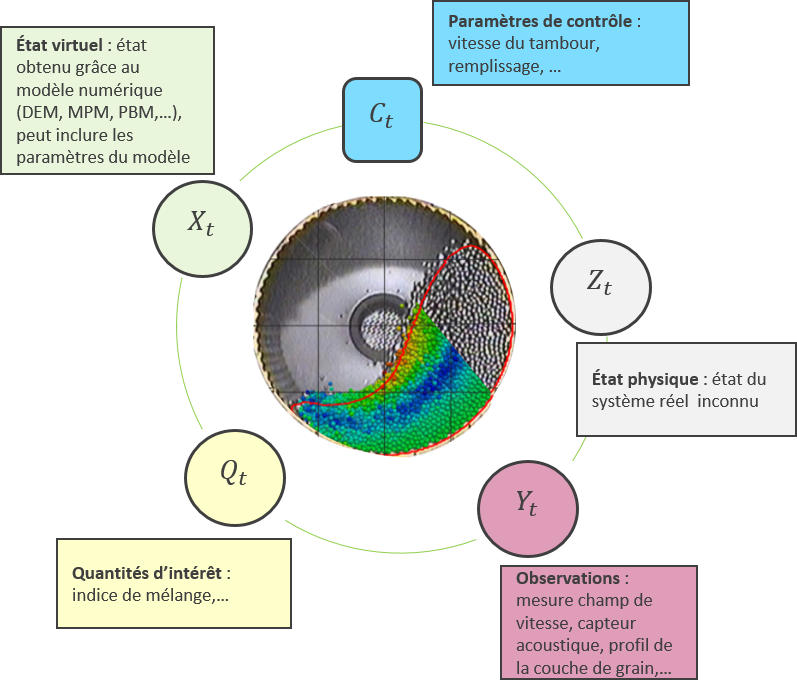 Paramètres de contrôle :
vitesse du tambour,
remplissage, …
État virtuel : état
obtenu grâce au
modèle numérique
(DEM, MPM, PBM,…),
peut inclure les
paramètres du modèle
C_t
X_t
Z_t
État physique : état du
système réel inconnu
Q_t
Y_t
Quantités d’intérêt :
indice de mélange,…
Observations :
mesure champ de
vitesse, capteur
acoustique, profil de
la couche de grain,…